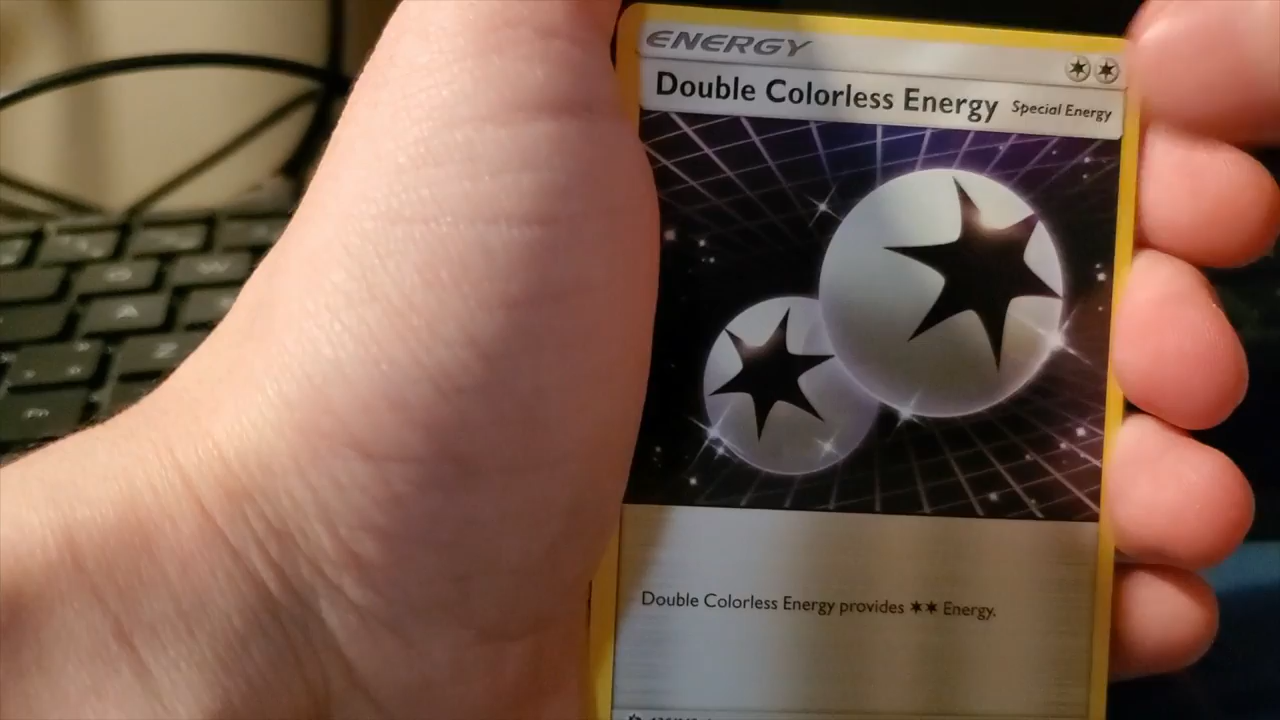 ENERGY
Double Colorless Energy Special Energy
Double Colorless Energy provides ✶✶ Energy.
W
A
Z